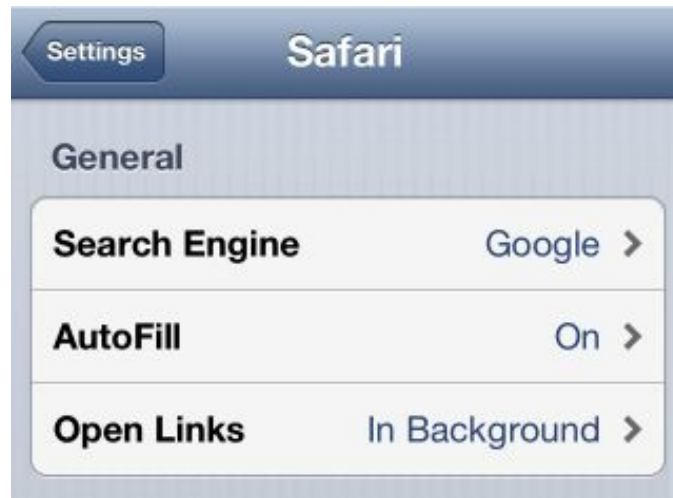 Settings
Safari
General
Search Engine Google
AutoFill On
Open Links In Background